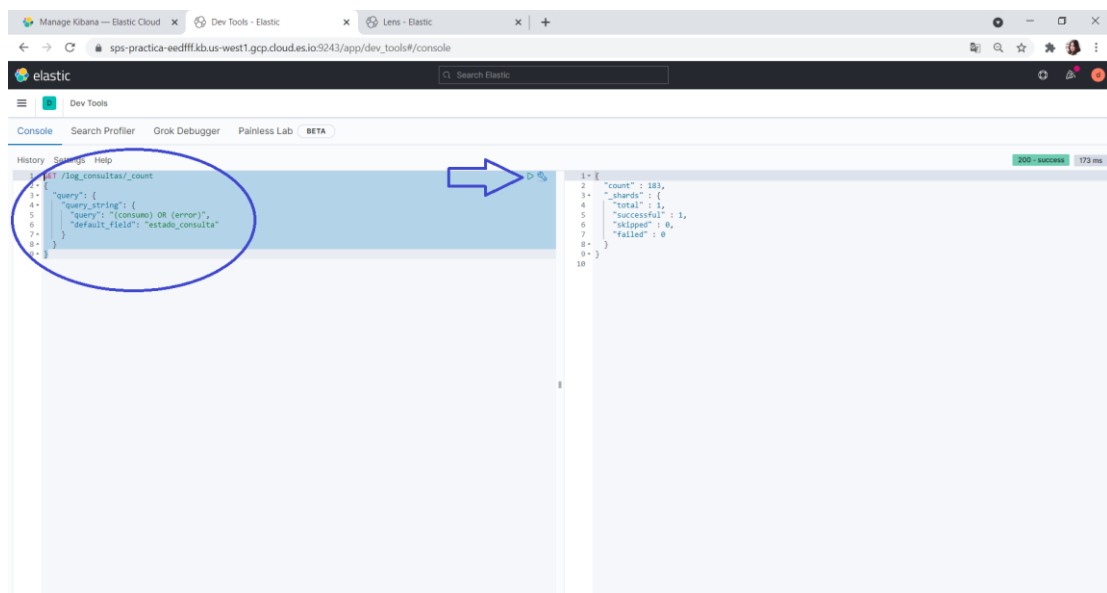 Manage Kibana — Elastic Cloud
Dev Tools - Elastic
Lens - Elastic
sps-practica-eedfff.kb.us-west1.gcp.cloud.es.io:9243/app/dev_tools#/console
elastic
Search Elastic
d
D Dev Tools
Console Search Profiler Grok Debugger Painless Lab BETA
History Settings Help
200 - success 173 ms
1 GET /log_consultas/_count
2 {
3 "query": {
4 "query_string": {
5 "query": "(consumo) OR (error)",
6 "default_field": "estado_consulta"
7 }
8 }
9 }
1 {
2 "count" : 183,
3 "_shards" : {
4 "total" : 1,
5 "successful" : 1,
6 "skipped" : 0,
7 "failed" : 0
8 }
9 }
10